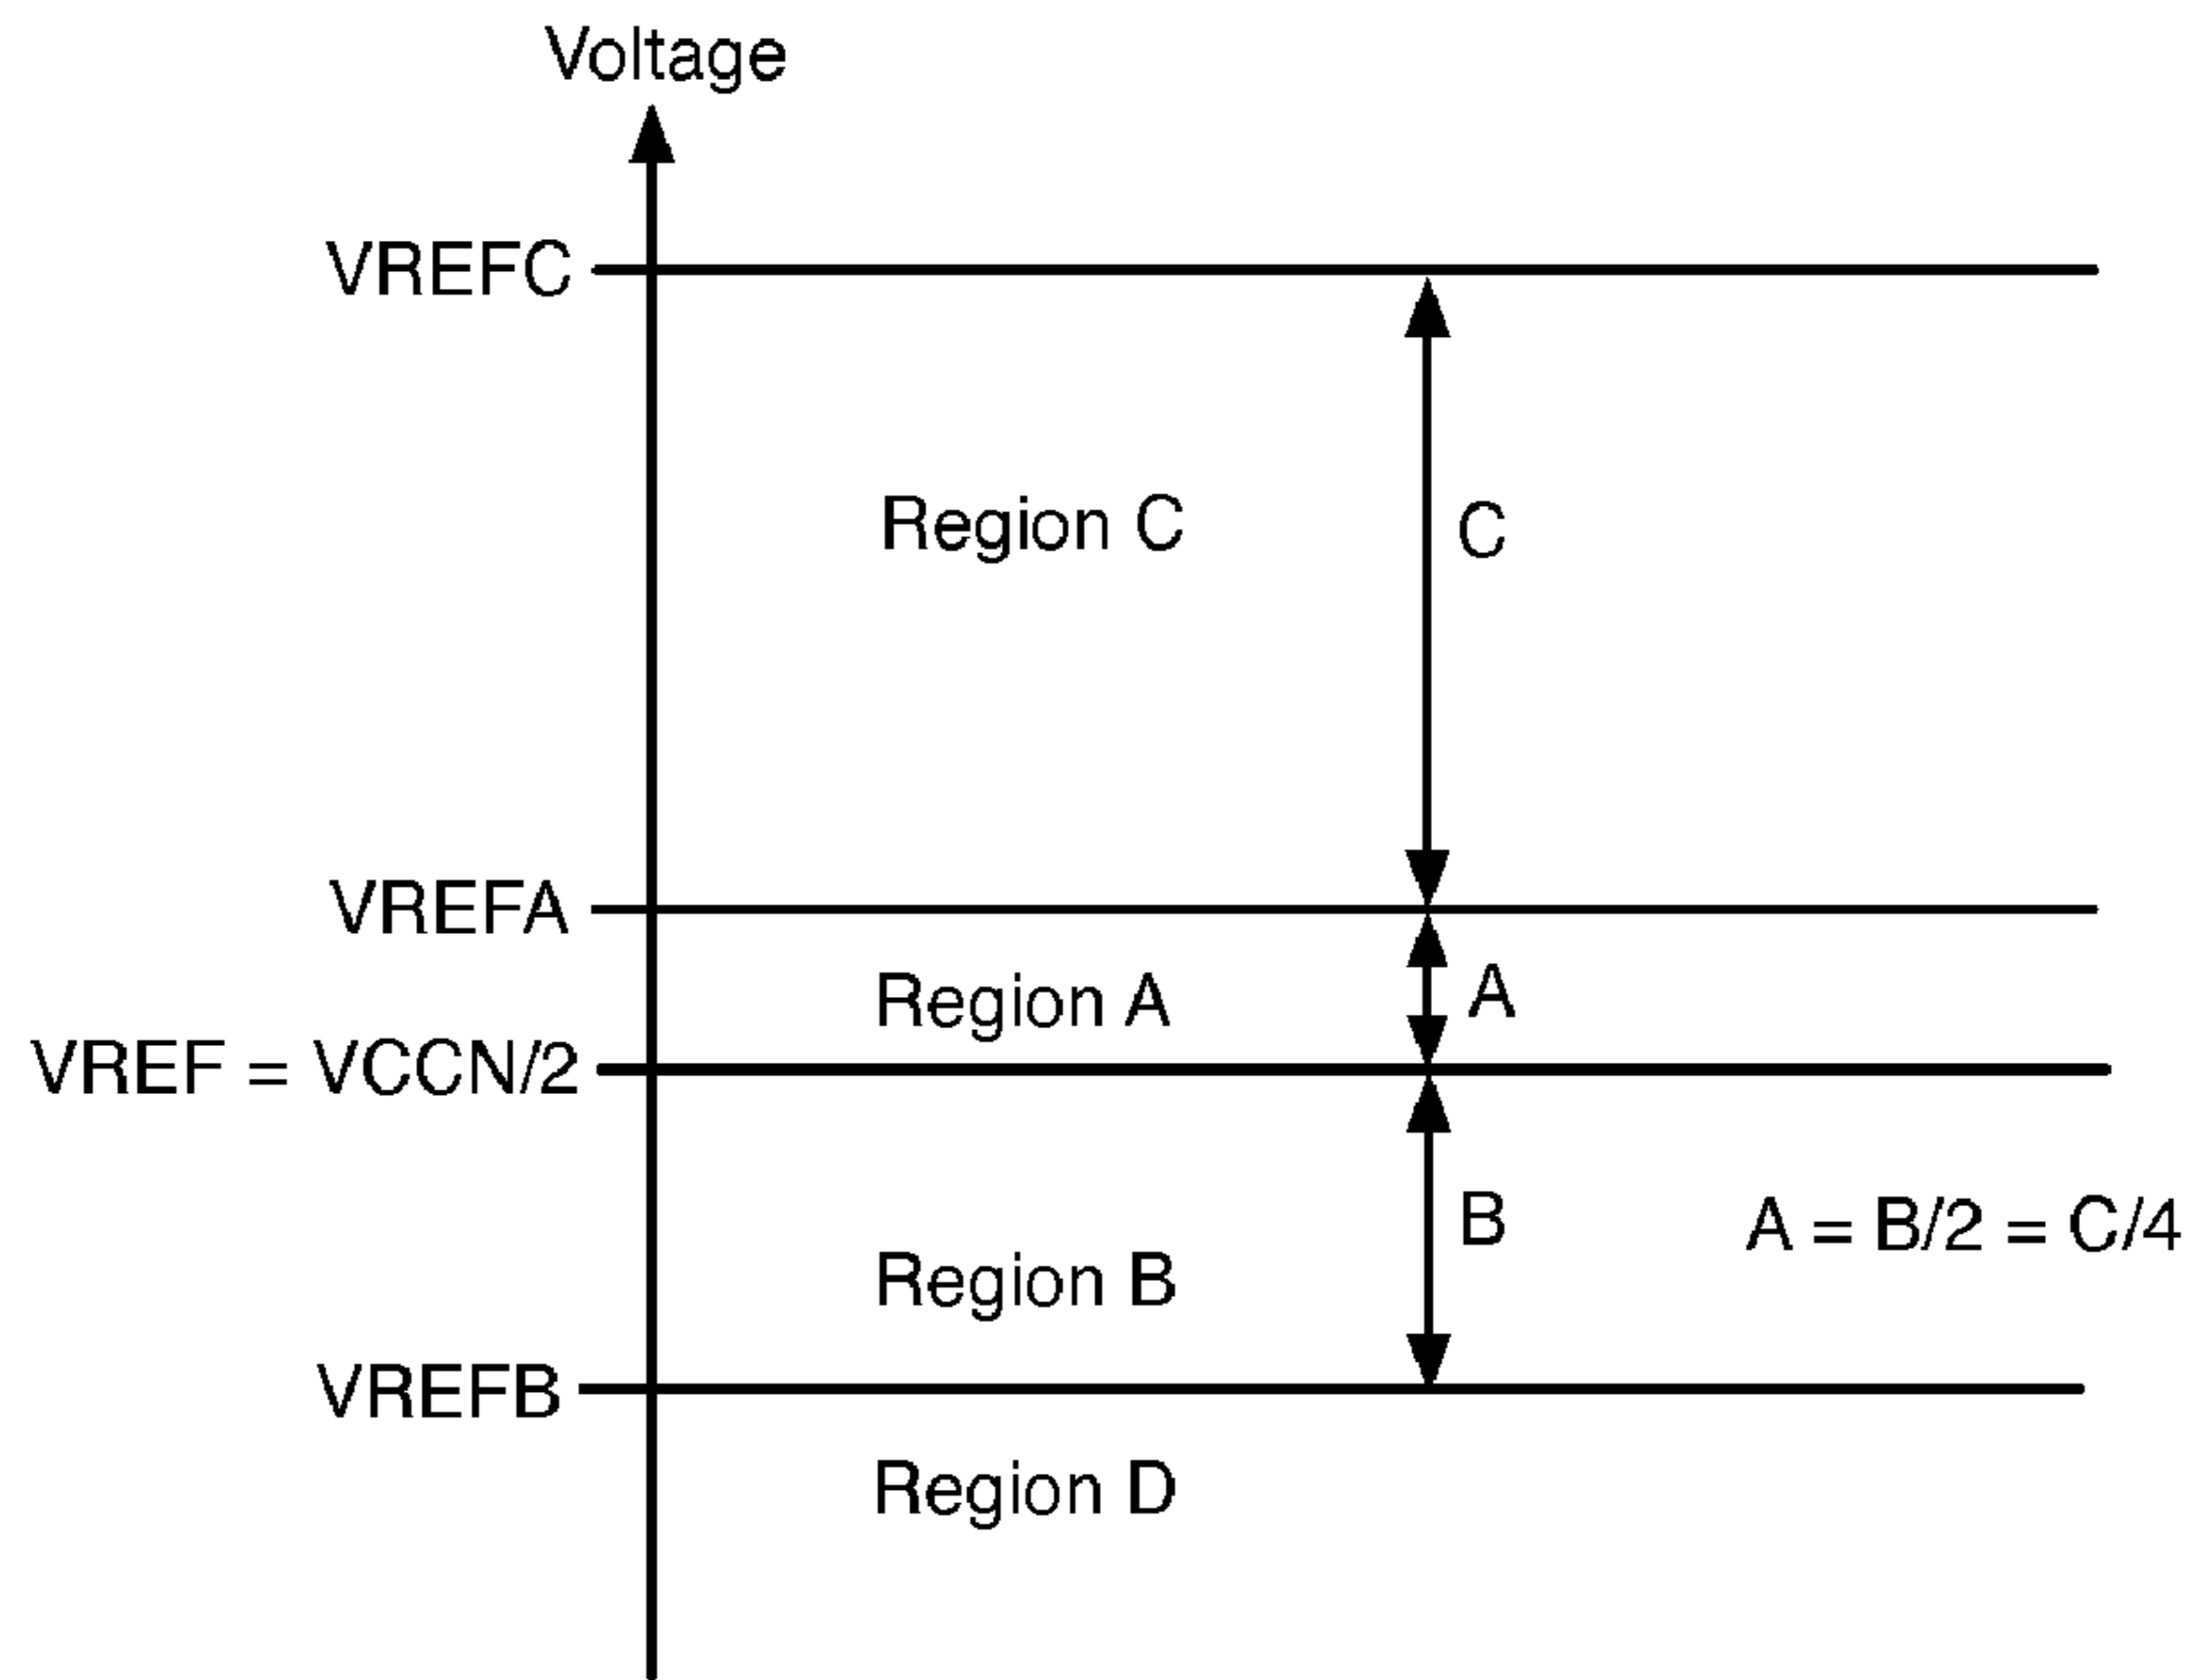 Voltage
VREFC
Region C
C
VREFA
Region A
A
VREF = VCCN/2
B
A = B/2 = C/4
Region B
VREFB
Region D